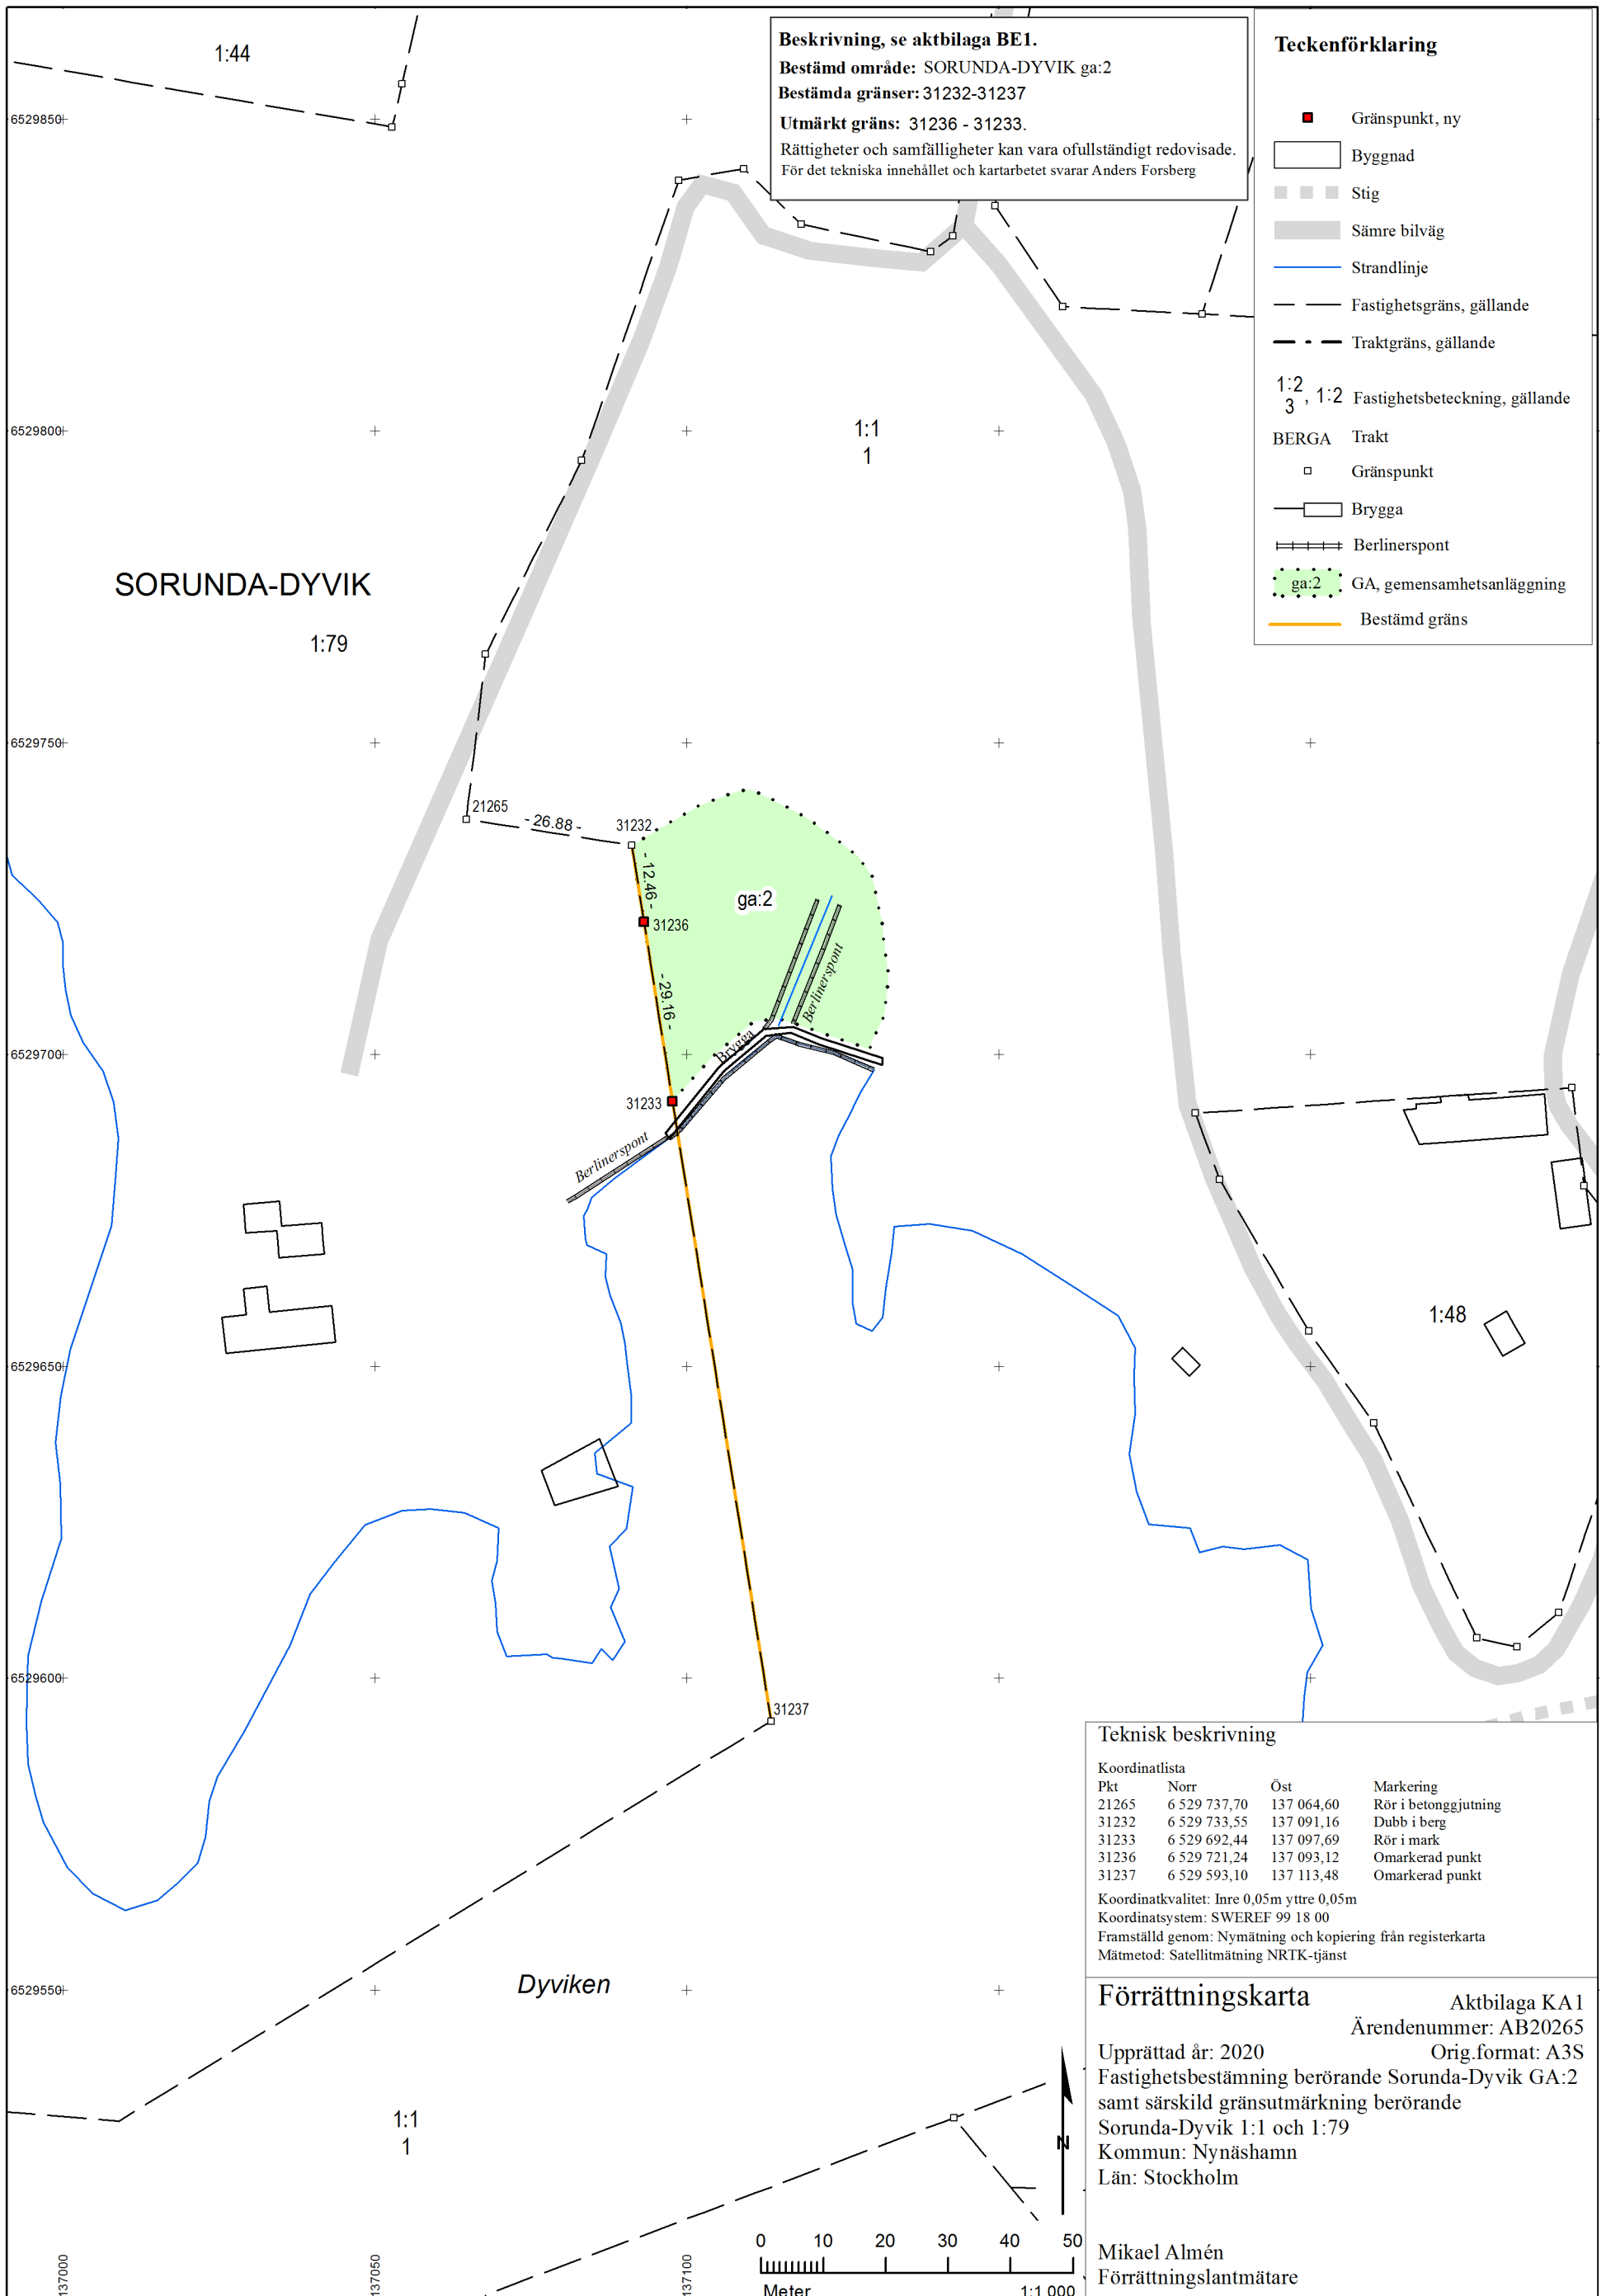 1:44
Beskrivning, se aktbilaga BE1.
Bestämd område: SORUNDA-DYVIK ga:2
Bestämda gränser: 31232-31237
Utmärkt gräns: 31236 - 31233.
Rättigheter och samfälligheter kan vara ofullständigt redovisade.
För det tekniska innehållet och kartarbetet svarar Anders Forsberg
Teckenförklaring
Gränspunkt, ny
Byggnad
Stig
Sämre bilväg
Strandlinje
Fastighetsgräns, gällande
Traktgräns, gällande
1:2
3 , 1:2 Fastighetsbeteckning, gällande
BERGA Trakt
Gränspunkt
Brygga
Berlinerspont
ga:2 GA, gemensamhetsanläggning
Bestämd gräns
6529850
6529800
1:1
1
SORUNDA-DYVIK
1:79
6529750
21265
- 26.88 -
31232
- 12.46 -
ga:2
31236
- 29.16 -
Berlinerspont
Brygga
6529700
31233
Berlinerspont
1:48
6529650
6529600
31237
Teknisk beskrivning
Koordinatlista
Pkt Norr Öst Markering
21265 6 529 737,70 137 064,60 Rör i betonggjutning
31232 6 529 733,55 137 091,16 Dubb i berg
31233 6 529 692,44 137 097,69 Rör i mark
31236 6 529 721,24 137 093,12 Omarkerad punkt
31237 6 529 593,10 137 113,48 Omarkerad punkt
Koordinatkvalitet: Inre 0,05m yttre 0,05m
Koordinatsystem: SWEREF 99 18 00
Framställd genom: Nymätning och kopiering från registerkarta
Mätmetod: Satellitmätning NRTK-tjänst
6529550
Dyviken
Förrättningskarta
Aktbilaga KA1
Ärendenummer: AB20265
Upprättad år: 2020 Orig.format: A3S
Fastighetsbestämning berörande Sorunda-Dyvik GA:2
samt särskild gränsutmärkning berörande
Sorunda-Dyvik 1:1 och 1:79
Kommun: Nynäshamn
Län: Stockholm
1:1
1
N
137000
137050
137100
0 10 20 30 40 50
Meter 1:1 000
Mikael Almén
Förrättningslantmätare